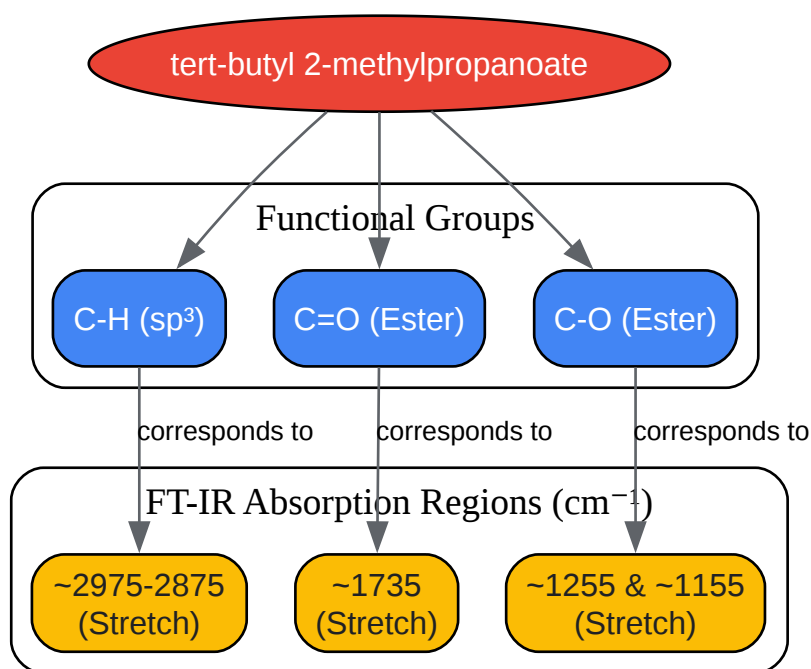 tert-butyl 2-methylpropanoate
Functional Groups
C-H (sp³)
C=O (Ester)
C-O (Ester)
corresponds to
corresponds to
corresponds to
FT-IR Absorption Regions (cm⁻¹)
~2975-2875
(Stretch)
~1735
(Stretch)
~1255 & ~1155
(Stretch)